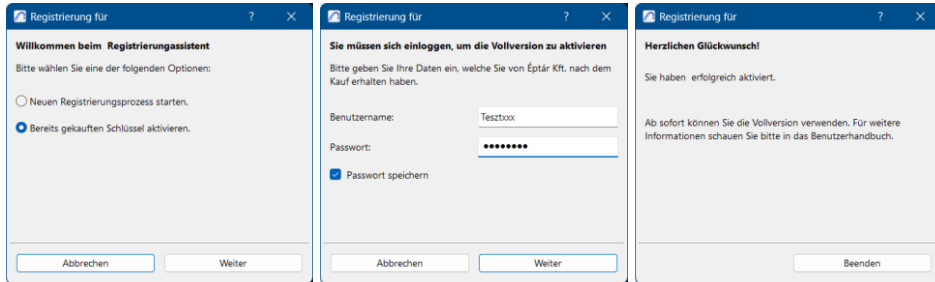 Registrierung für
Willkommen beim  Registrierungassistent
Bitte wählen Sie eine der folgenden Optionen:
Neuen Registrierungsprozess starten.
Bereits gekauften Schlüssel aktivieren.
Abbrechen
Weiter
Registrierung für
Sie müssen sich einloggen, um die Vollversion zu aktivieren
Bitte geben Sie Ihre Daten ein, welche Sie von Éptár Kft. nach dem
Kauf erhalten haben.
Benutzername:
Tesztxxx
Passwort:
●●●●●●●●
Passwort speichern
Abbrechen
Weiter
Registrierung für
Herzlichen Glückwunsch!
Sie haben  erfolgreich aktiviert.
Ab sofort können Sie die Vollversion verwenden. Für weitere
Informationen schauen Sie bitte in das Benutzerhandbuch.
Beenden